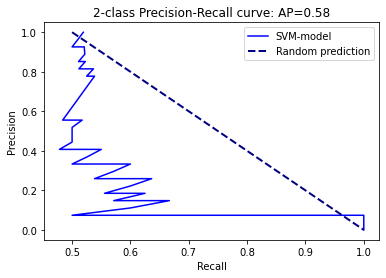 2-class Precision-Recall curve: AP=0.58
SVM-model
Random prediction
Precision
1.0
0.8
0.6
0.4
0.2
0.0
0.5
0.6
0.7
0.8
0.9
1.0
Recall